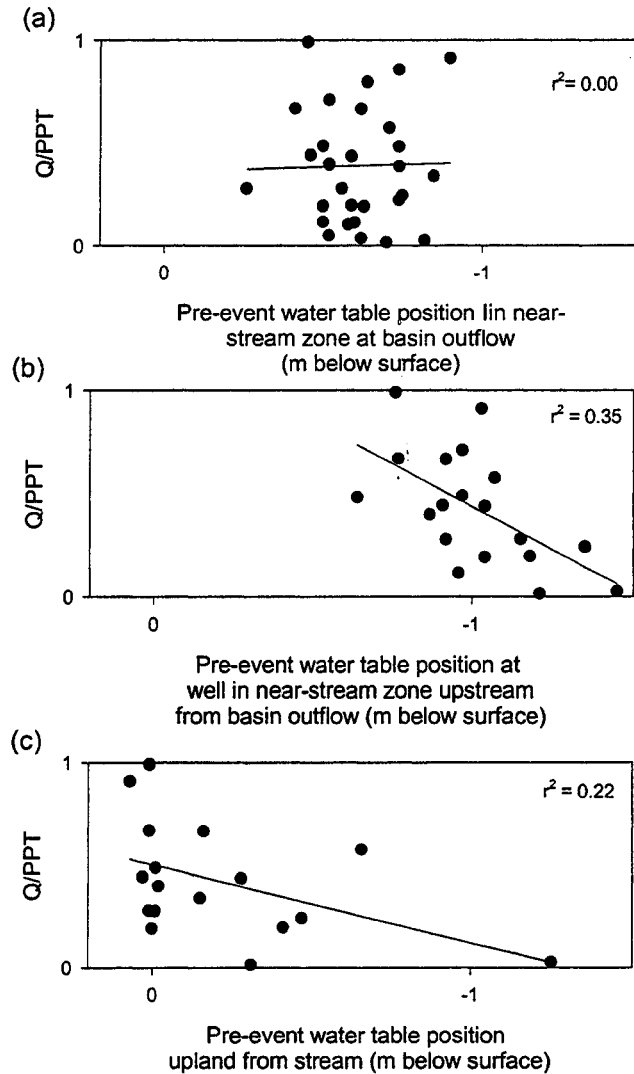 (a)
1
r²= 0.00
Q/PPT
0
0
-1
Pre-event water table position Iin near-
stream zone at basin outflow
(m below surface)
(b)
1
r² = 0.35
Q/PPT
0
0
-1
Pre-event water table position at
well in near-stream zone upstream
from basin outflow (m below surface)
(c)
1
r² = 0.22
Q/PPT
0
0
-1
Pre-event water table position
upland from stream (m below surface)